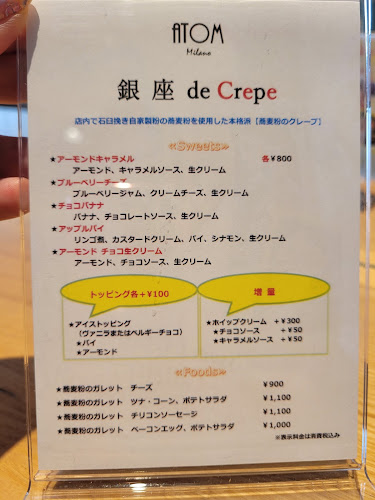 ATOM
Milano
銀座 de Crepe
店内で石臼挽き自家製粉の蕎麦粉を使用した本格派【蕎麦粉のクレープ】
≪Sweets≫
★アーモンドキャラメル 各¥800
アーモンド、キャラメルソース、生クリーム
★ブルーベリーチーズ
ブルーベリージャム、クリームチーズ、生クリーム
★チョコバナナ
バナナ、チョコレートソース、生クリーム
★アップルパイ
リンゴ煮、カスタードクリーム、パイ、シナモン、生クリーム
★アーモンド チョコ生クリーム
アーモンド、チョコソース、生クリーム
トッピング各+¥100
★アイストッピング
(ヴァニラまたはベルギーチョコ)
★パイ
★アーモンド
増量
★ホイップクリーム +¥300
★チョコソース +¥50
★キャラメルソース +¥50
≪Foods≫
★蕎麦粉のガレット チーズ ¥900
★蕎麦粉のガレット ツナ・コーン、ポテトサラダ ¥1,100
★蕎麦粉のガレット チリコンソーセージ ¥1,100
★蕎麦粉のガレット ベーコンエッグ、ポテトサラダ ¥1,000
※表示料金は消費税込み